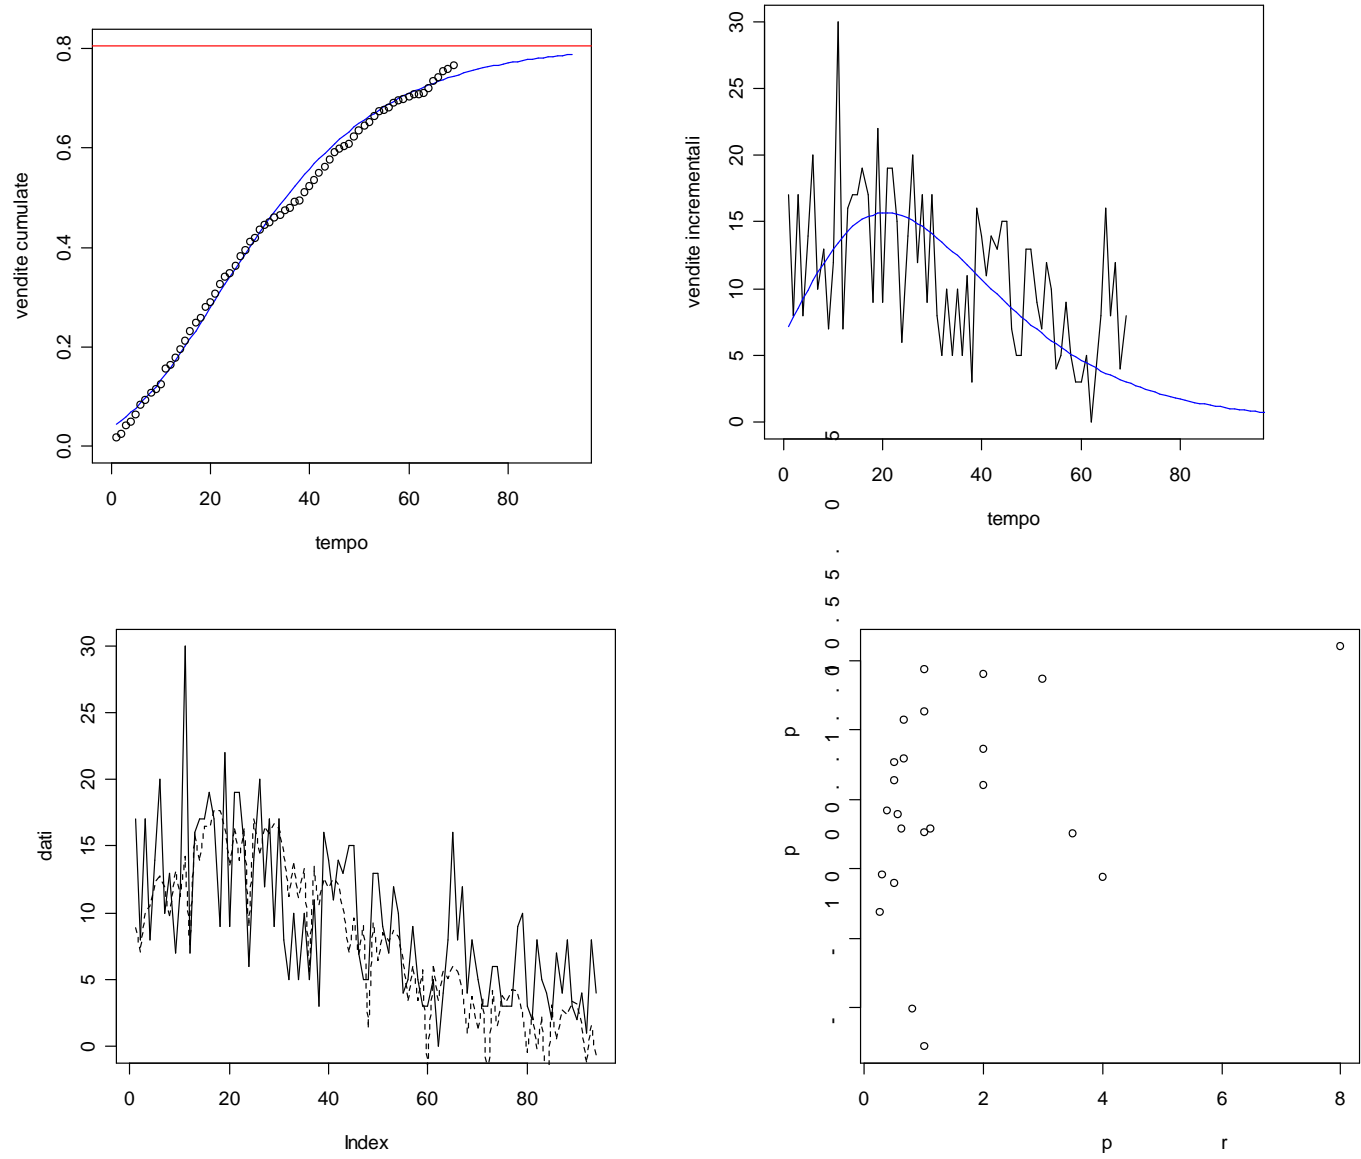 vendite cumulate
0.0 0.2 0.4 0.6 0.8
0 20 40 60 80
tempo
vendite incrementali
0 5 10 15 20 25 30
0 20 40 60 80
tempo
dati
0 5 10 15 20 25 30
0 20 40 60 80
Index
p p
0 2 4 6 8
p r